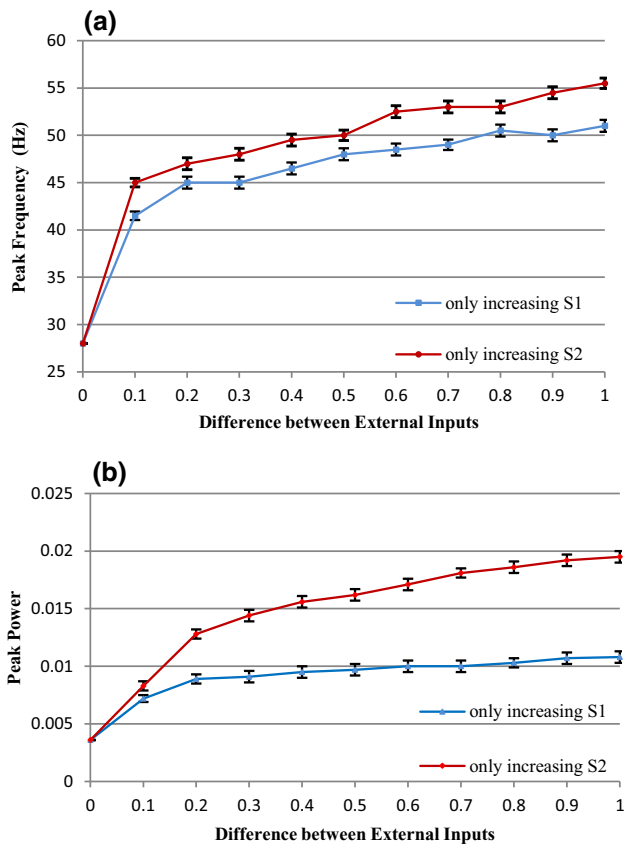 (a)
60
55
50
45
40
35
30
25
Peak Frequency (Hz)
only increasing S1
only increasing S2
0 0.1 0.2 0.3 0.4 0.5 0.6 0.7 0.8 0.9 1
Difference between External Inputs
(b)
0.025
0.02
0.015
0.01
0.005
0
Peak Power
only increasing S1
only increasing S2
0 0.1 0.2 0.3 0.4 0.5 0.6 0.7 0.8 0.9 1
Difference between External Inputs